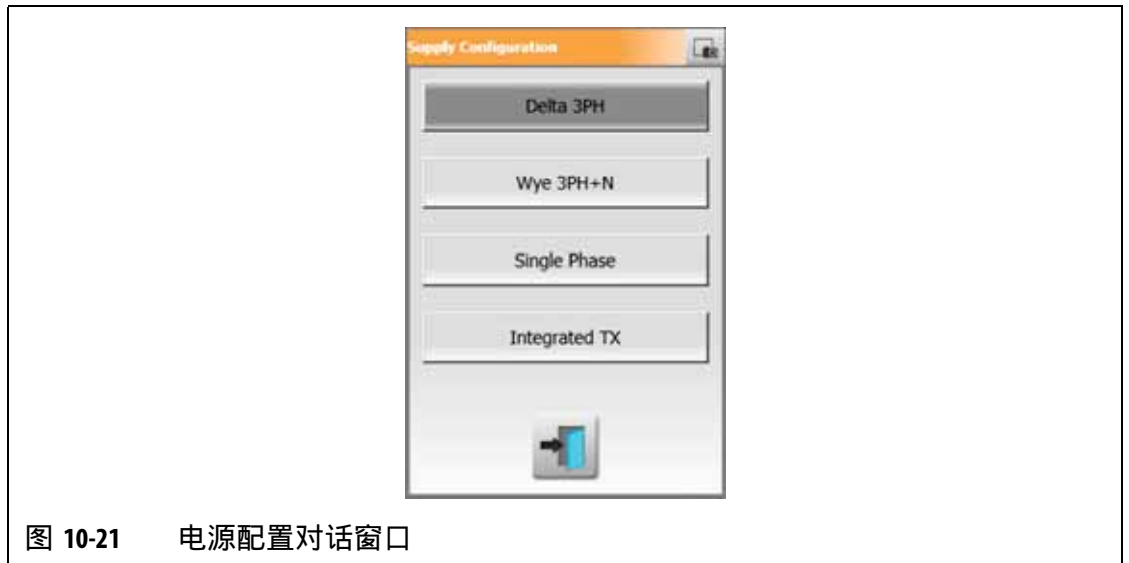 Supply Configuration
Delta 3PH
Wye 3PH+N
Single Phase
Integrated TX
图 10-21 电源配置对话窗口